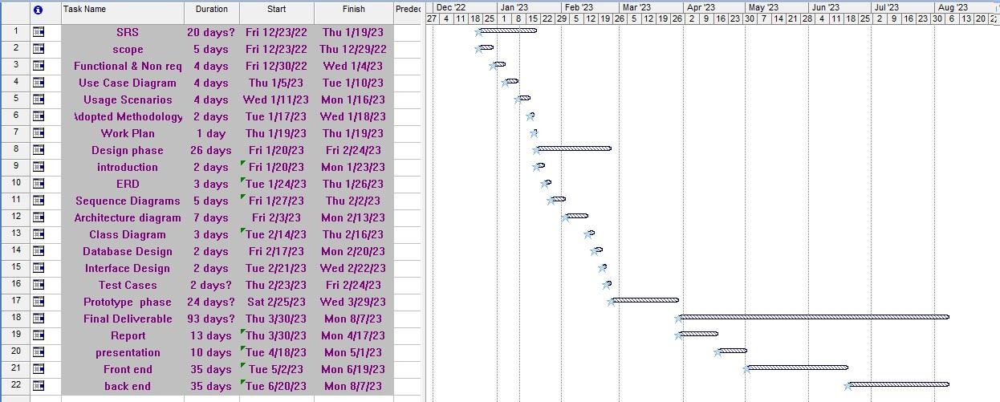 Task Name Duration Start Finish Predec Dec '22 Jan '23 Feb '23 Mar '23 Apr '23 May '23 Jun '23 Jul '23 Aug '23
27 4 11 18 25 1 8 15 22 29 5 12 19 26 5 12 19 26 2 9 16 23 30 7 14 21 28 4 11 18 25 2 9 16 23 30 6 13 20
1 SRS 20 days? Fri 12/23/22 Thu 1/19/23
2 scope 5 days Fri 12/23/22 Thu 12/29/22
3 Functional & Non req 4 days Fri 12/30/22 Wed 1/4/23
4 Use Case Diagram 4 days Thu 1/5/23 Tue 1/10/23
5 Usage Scenarios 4 days Wed 1/11/23 Mon 1/16/23
6 Adopted Methodology 2 days Tue 1/17/23 Wed 1/18/23
7 Work Plan 1 day Thu 1/19/23 Thu 1/19/23
8 Design phase 26 days Fri 1/20/23 Fri 2/24/23
9 introduction 2 days Fri 1/20/23 Mon 1/23/23
10 ERD 3 days Tue 1/24/23 Thu 1/26/23
11 Sequence Diagrams 5 days Fri 1/27/23 Thu 2/2/23
12 Architecture diagram 7 days Fri 2/3/23 Mon 2/13/23
13 Class Diagram 3 days Tue 2/14/23 Thu 2/16/23
14 Database Design 2 days Fri 2/17/23 Mon 2/20/23
15 Interface Design 2 days Tue 2/21/23 Wed 2/22/23
16 Test Cases 2 days? Thu 2/23/23 Fri 2/24/23
17 Prototype phase 24 days? Sat 2/25/23 Wed 3/29/23
18 Final Deliverable 93 days? Thu 3/30/23 Mon 8/7/23
19 Report 13 days Thu 3/30/23 Mon 4/17/23
20 presentation 10 days Tue 4/18/23 Mon 5/1/23
21 Front end 35 days Tue 5/2/23 Mon 6/19/23
22 back end 35 days Tue 6/20/23 Mon 8/7/23